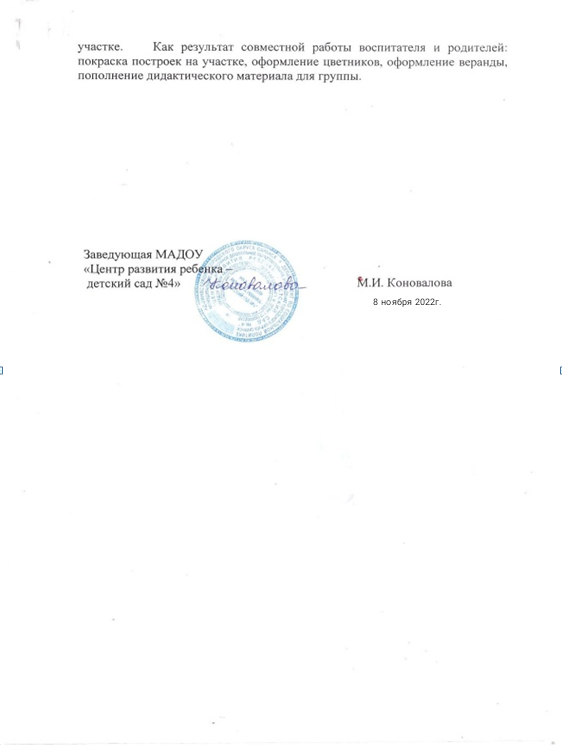 участке. Как результат совместной работы воспитателя и родителей:
покраска построек на участке, оформление цветников, оформление веранды,
пополнение дидактического материала для группы.
Заведующая МАДОУ
«Центр развития ребенка –
детский сад №4»
Коновалова
М.И. Коновалова
8 ноября 2022г.